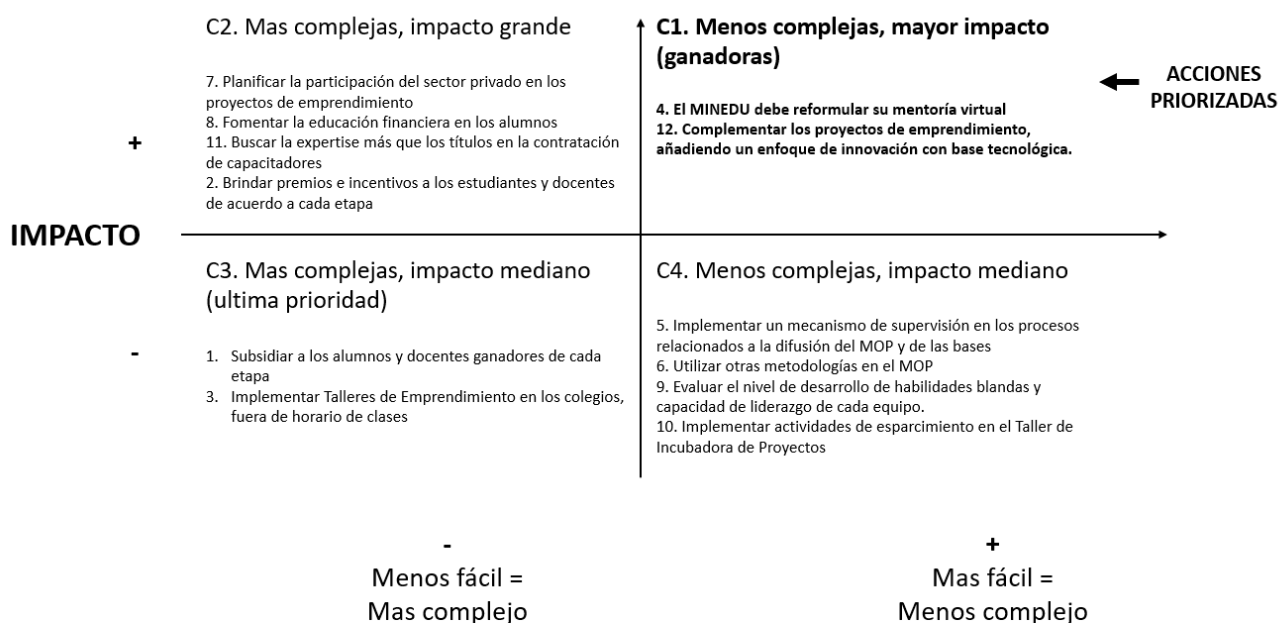 C2. Mas complejas, impacto grande
7. Planificar la participación del sector privado en los
proyectos de emprendimiento
8. Fomentar la educación financiera en los alumnos
11. Buscar la expertise más que los títulos en la contratación
de capacitadores
2. Brindar premios e incentivos a los estudiantes y docentes
de acuerdo a cada etapa
C1. Menos complejas, mayor impacto
(ganadoras)
4. El MINEDU debe reformular su mentoría virtual
12. Complementar los proyectos de emprendimiento,
añadiendo un enfoque de innovación con base tecnológica.
ACCIONES
PRIORIZADAS
+
IMPACTO
-
C3. Mas complejas, impacto mediano
(ultima prioridad)
1. Subsidiar a los alumnos y docentes ganadores de cada
etapa
3. Implementar Talleres de Emprendimiento en los colegios,
fuera de horario de clases
C4. Menos complejas, impacto mediano
5. Implementar un mecanismo de supervisión en los procesos
relacionados a la difusión del MOP y de las bases
6. Utilizar otras metodologías en el MOP
9. Evaluar el nivel de desarrollo de habilidades blandas y
capacidad de liderazgo de cada equipo.
10. Implementar actividades de esparcimiento en el Taller de
Incubadora de Proyectos
-
Menos fácil =
Mas complejo
+
Mas fácil =
Menos complejo